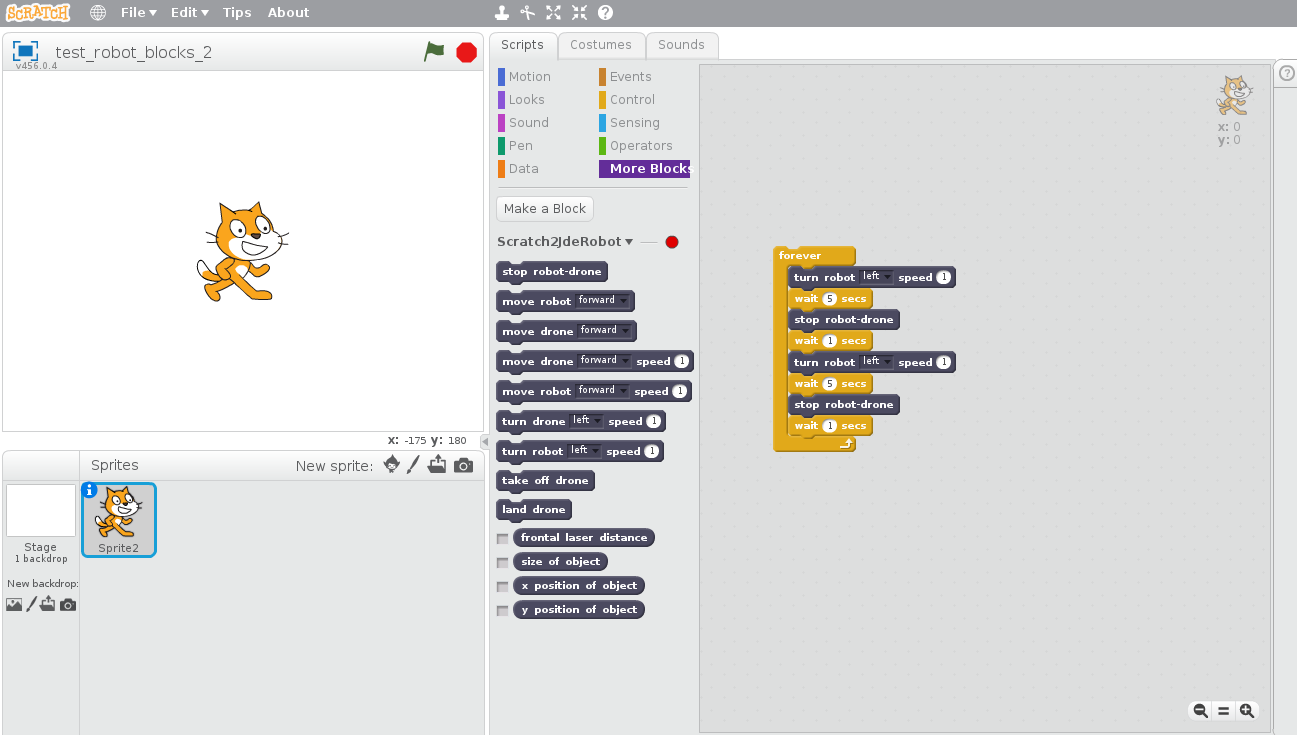 SCRATCH File Edit Tips About
test_robot_blocks_2
v456.0.4
x: -175 y: 180
Sprites New sprite:
Stage
1 backdrop
New backdrop:
Sprite2
Scripts Costumes Sounds
Motion Events
Looks Control
Sound Sensing
Pen Operators
Data More Blocks
Make a Block
Scratch2JdeRobot
stop robot-drone
move robot forward
move drone forward
move drone forward speed 1
move robot forward speed 1
turn drone left speed 1
turn robot left speed 1
take off drone
land drone
frontal laser distance
size of object
x position of object
y position of object
forever
turn robot left speed 1
wait 5 secs
stop robot-drone
wait 1 secs
turn robot left speed 1
wait 5 secs
stop robot-drone
wait 1 secs
x: 0
y: 0